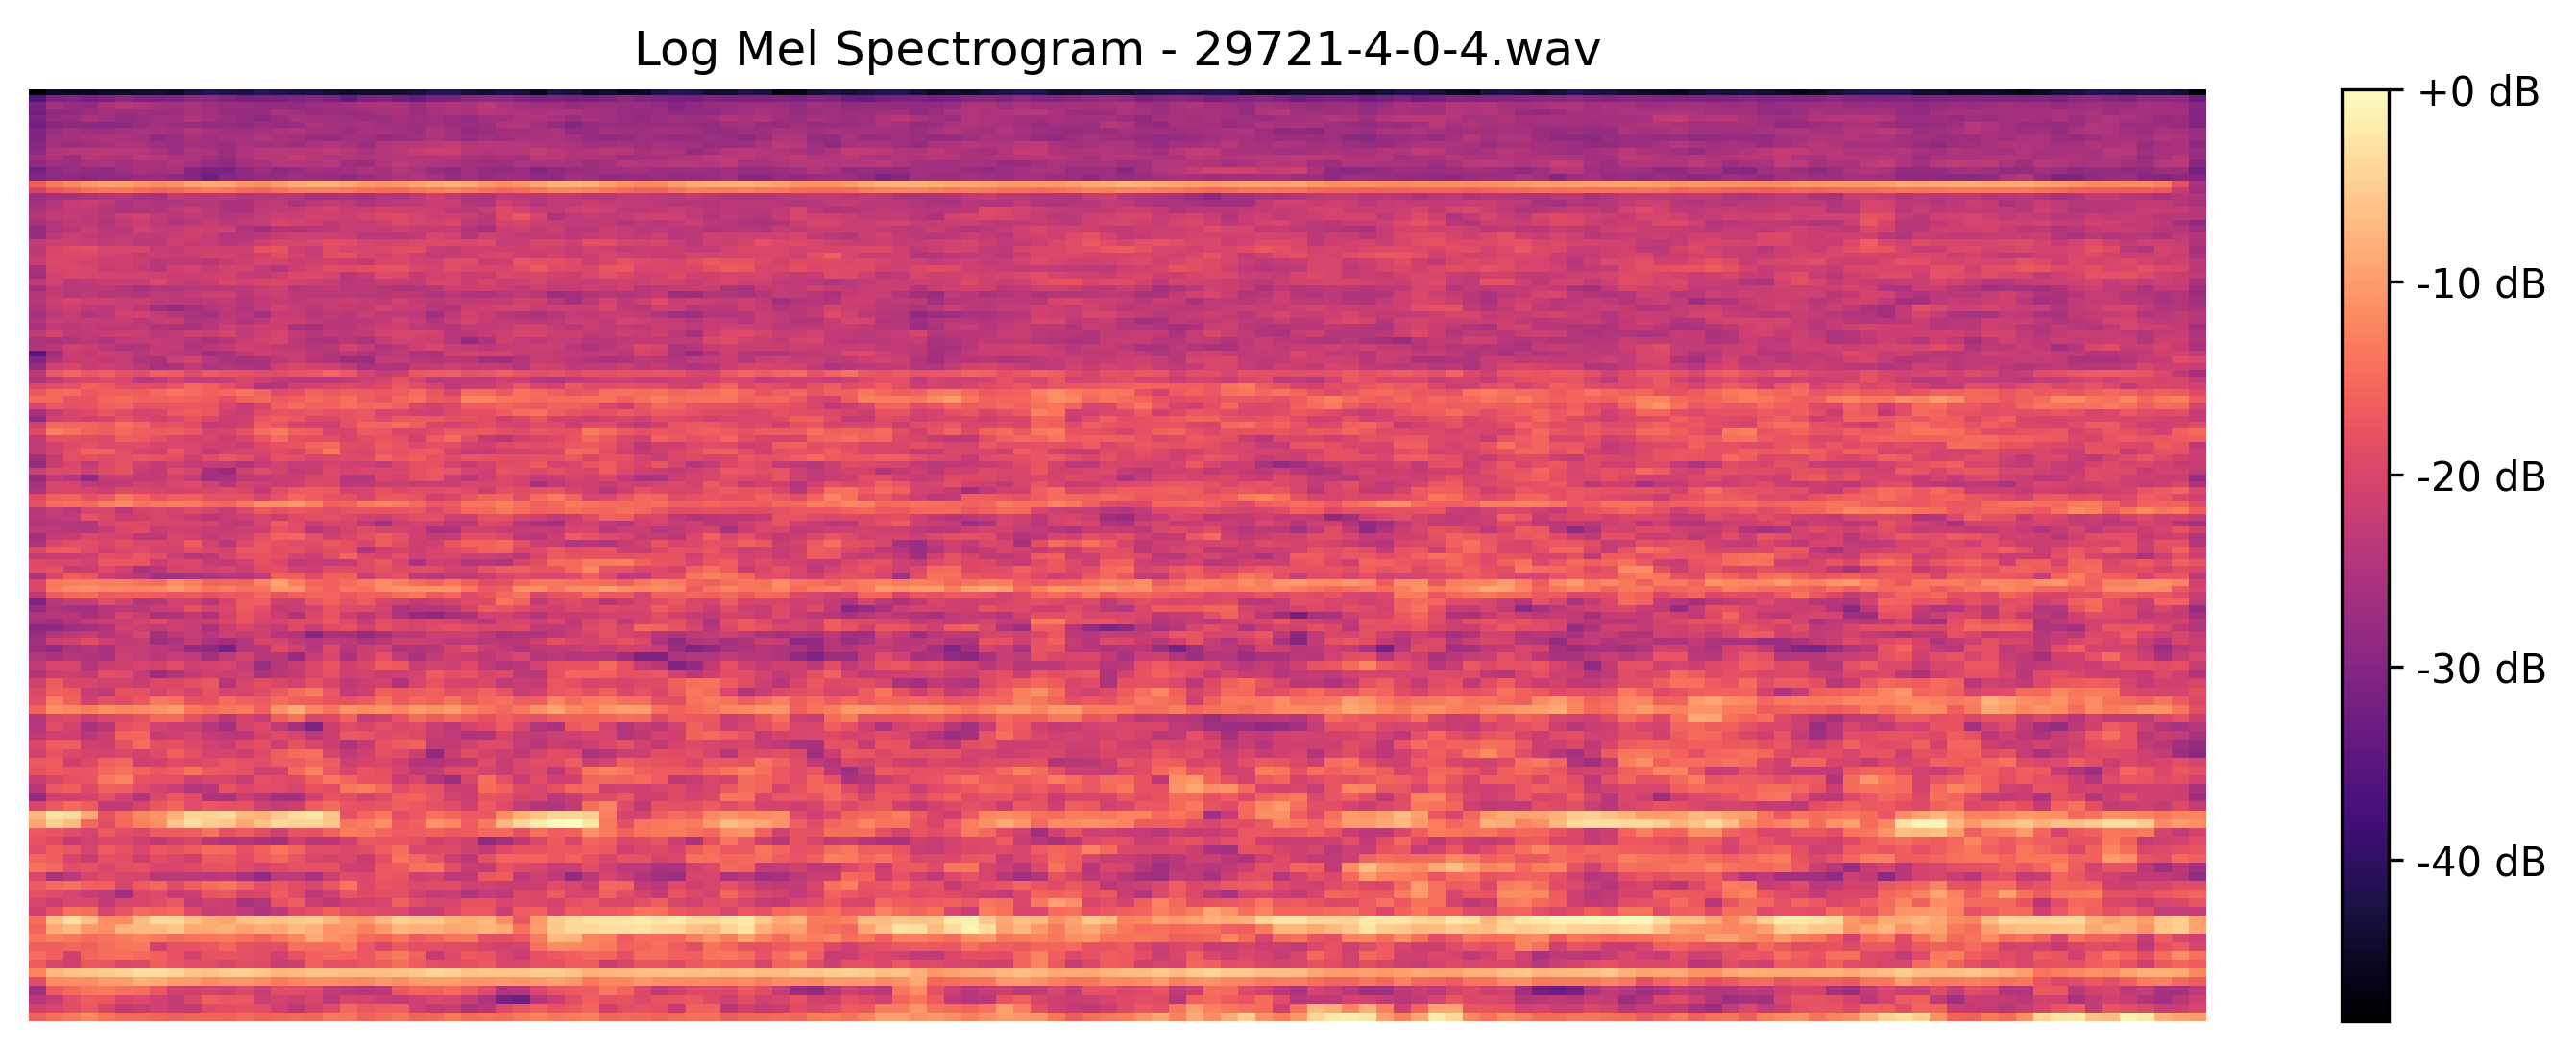 Log Mel Spectrogram - 29721-4-0-4.wav
+0 dB
-10 dB
-20 dB
-30 dB
-40 dB